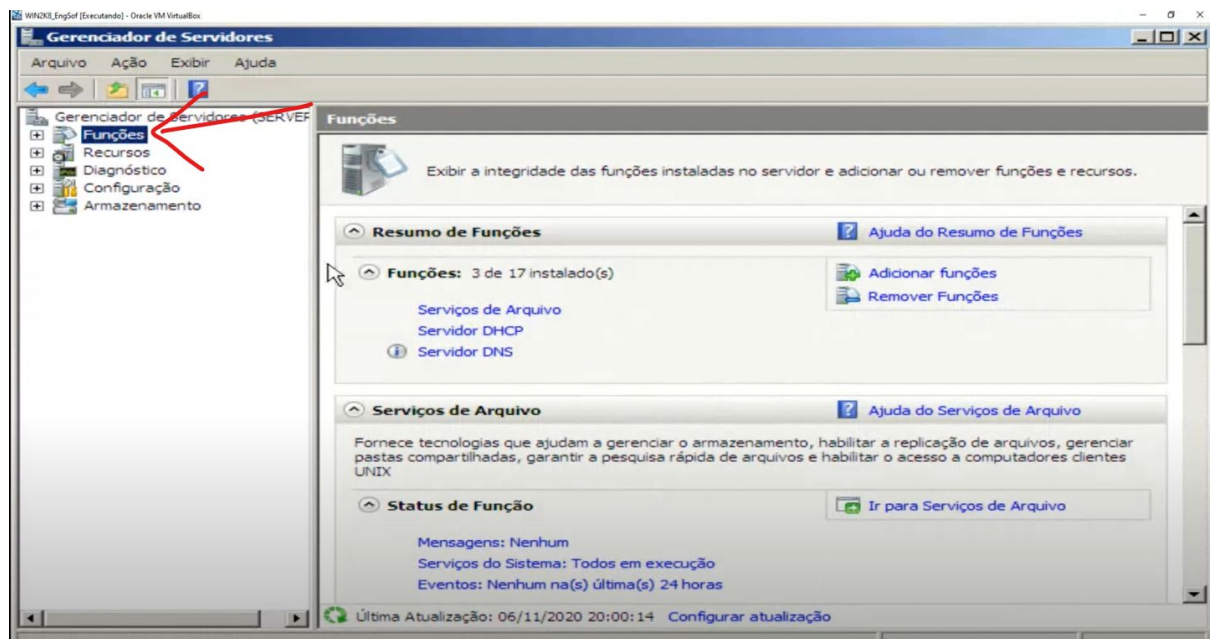 WIN2K8_EngSof [Executando] - Oracle VM VirtualBox
Gerenciador de Servidores
Arquivo Ação Exibir Ajuda
Gerenciador de Servidores (SERVER
Funções
Recursos
Diagnóstico
Configuração
Armazenamento
Funções
Exibir a integridade das funções instaladas no servidor e adicionar ou remover funções e recursos.
Resumo de Funções
Ajuda do Resumo de Funções
Funções: 3 de 17 instalado(s)
Adicionar funções
Remover Funções
Serviços de Arquivo
Servidor DHCP
Servidor DNS
Serviços de Arquivo
Ajuda do Serviços de Arquivo
Fornece tecnologias que ajudam a gerenciar o armazenamento, habilitar a replicação de arquivos, gerenciar
pastas compartilhadas, garantir a pesquisa rápida de arquivos e habilitar o acesso a computadores clientes
UNIX
Status de Função
Ir para Serviços de Arquivo
Mensagens: Nenhum
Serviços do Sistema: Todos em execução
Eventos: Nenhum na(s) última(s) 24 horas
Última Atualização: 06/11/2020 20:00:14 Configurar atualização